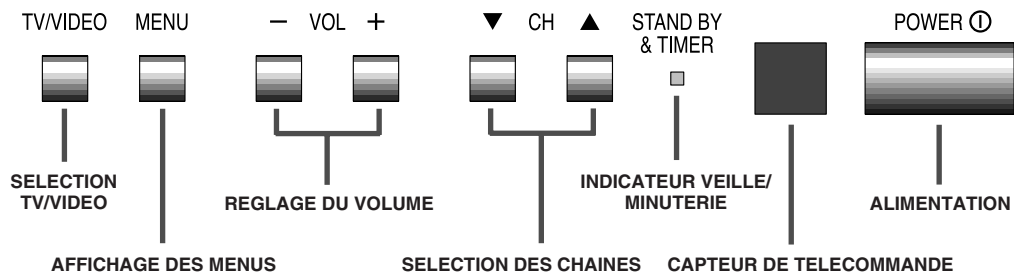 TV/VIDEO MENU − VOL + ▼ CH ▲ STAND BY POWER
& TIMER
SELECTION
TV/VIDEO
REGLAGE DU VOLUME
INDICATEUR VEILLE/
MINUTERIE
ALIMENTATION
AFFICHAGE DES MENUS
SELECTION DES CHAINES
CAPTEUR DE TELECOMMANDE